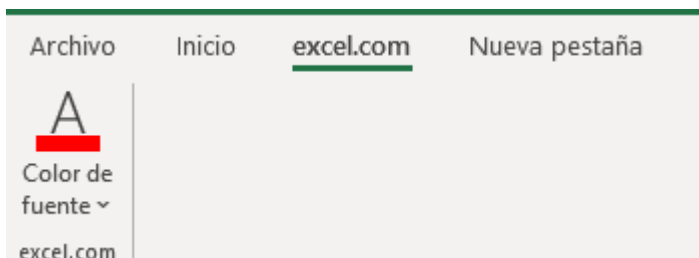 Archivo Inicio excel.com Nueva pestaña
A
Color de
fuente
excel.com